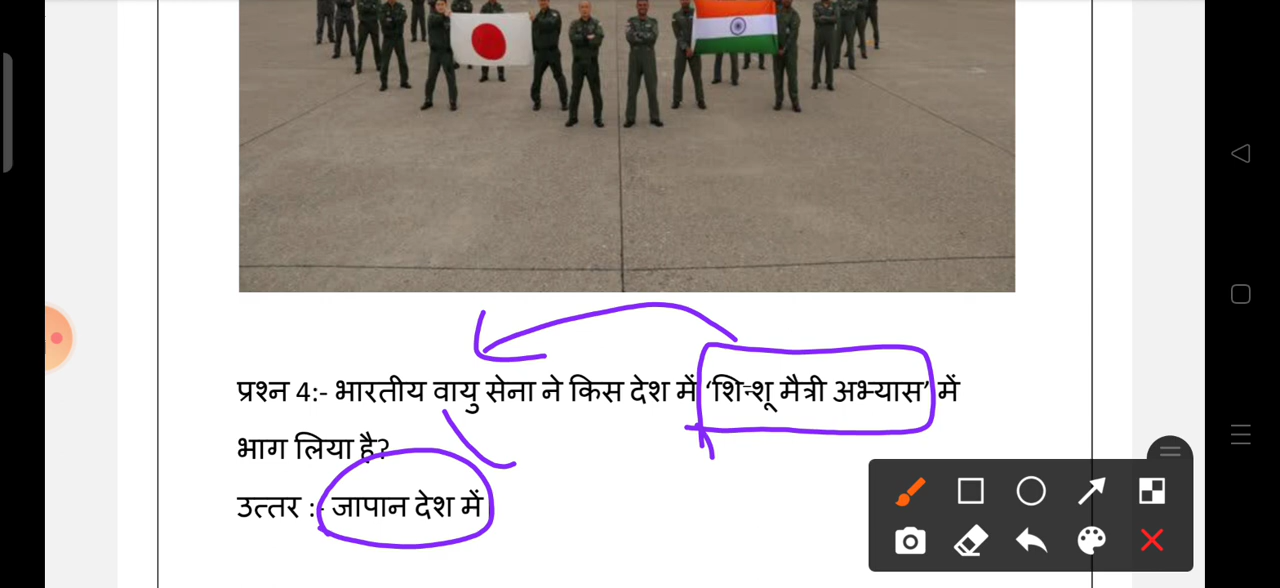 प्रश्न 4:- भारतीय वायु सेना ने किस देश में ‘शिन्शू मैत्री अभ्यास’ में
भाग लिया है?
उत्तर :- जापान देश में